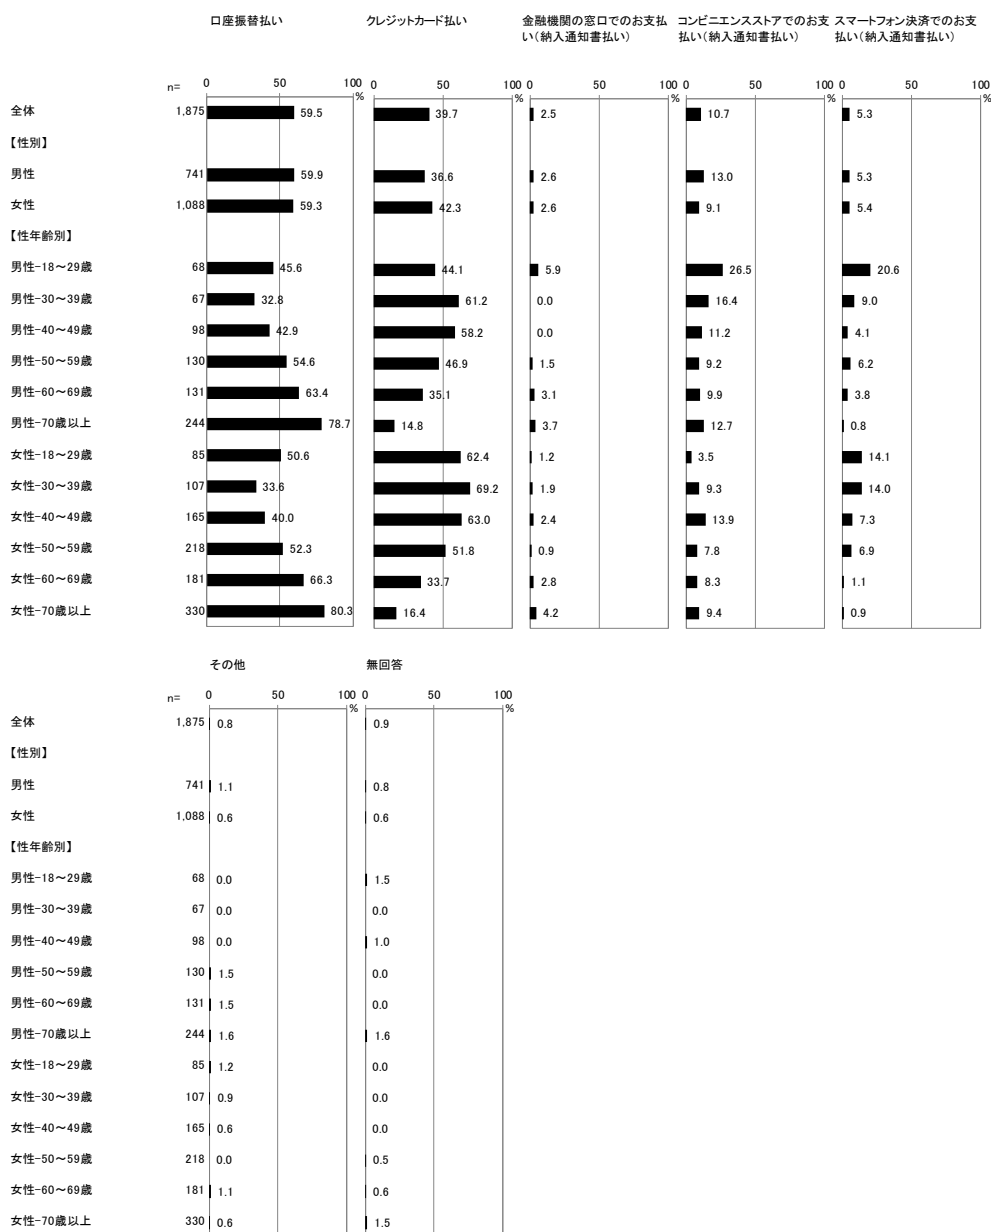 口座振替払い クレジットカード払い 金融機関の窓口でのお支払 コンビニエンスストアでのお支 スマートフォン決済でのお支
い(納入通知書払い) 払い(納入通知書払い) 払い(納入通知書払い)
n= 0 50 100 0 50 100 0 50 100 0 50 100 0 50 100
% % % % %
全体 1,875 59.5 39.7 2.5 10.7 5.3
【性別】
男性 741 59.9 36.6 2.6 13.0 5.3
女性 1,088 59.3 42.3 2.6 9.1 5.4
【性年齢別】
男性-18～29歳 68 45.6 44.1 5.9 26.5 20.6
男性-30～39歳 67 32.8 61.2 0.0 16.4 9.0
男性-40～49歳 98 42.9 58.2 0.0 11.2 4.1
男性-50～59歳 130 54.6 46.9 1.5 9.2 6.2
男性-60～69歳 131 63.4 35.1 3.1 9.9 3.8
男性-70歳以上 244 78.7 14.8 3.7 12.7 0.8
女性-18～29歳 85 50.6 62.4 1.2 3.5 14.1
女性-30～39歳 107 33.6 69.2 1.9 9.3 14.0
女性-40～49歳 165 40.0 63.0 2.4 13.9 7.3
女性-50～59歳 218 52.3 51.8 0.9 7.8 6.9
女性-60～69歳 181 66.3 33.7 2.8 8.3 1.1
女性-70歳以上 330 80.3 16.4 4.2 9.4 0.9
その他 無回答
n= 0 50 100 0 50 100
% %
全体 1,875 0.8 0.9
【性別】
男性 741 1.1 0.8
女性 1,088 0.6 0.6
【性年齢別】
男性-18～29歳 68 0.0 1.5
男性-30～39歳 67 0.0 0.0
男性-40～49歳 98 0.0 1.0
男性-50～59歳 130 1.5 0.0
男性-60～69歳 131 1.5 0.0
男性-70歳以上 244 1.6 1.6
女性-18～29歳 85 1.2 0.0
女性-30～39歳 107 0.9 0.0
女性-40～49歳 165 0.6 0.0
女性-50～59歳 218 0.0 0.5
女性-60～69歳 181 1.1 0.6
女性-70歳以上 330 0.6 1.5